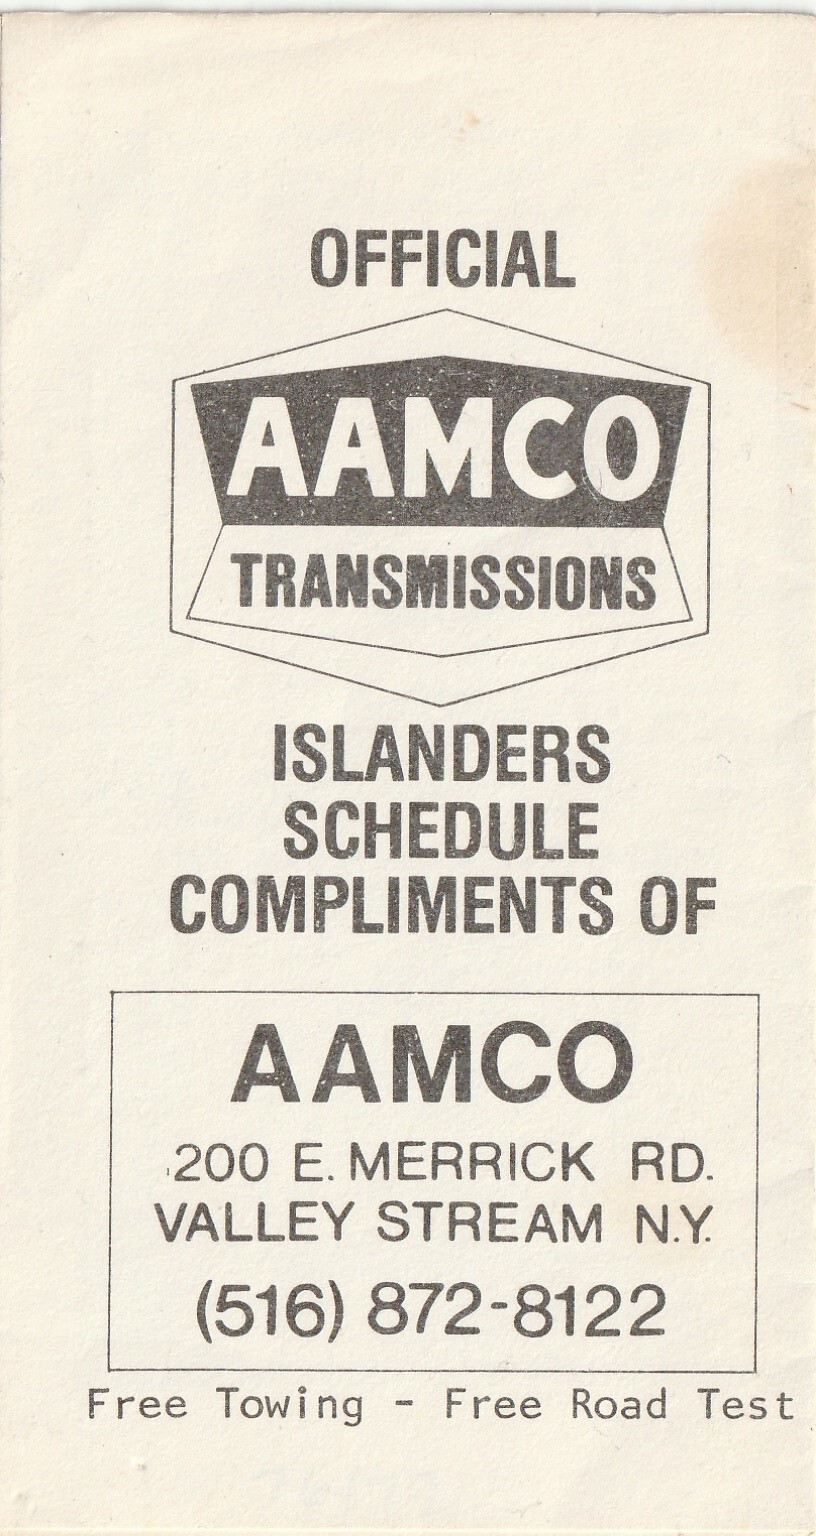 OFFICIAL
AAMCO
TRANSMISSIONS
ISLANDERS
SCHEDULE
COMPLIMENTS OF
AAMCO
200 E. MERRICK RD.
VALLEY STREAM N.Y.
(516) 872-8122
Free Towing - Free Road Test